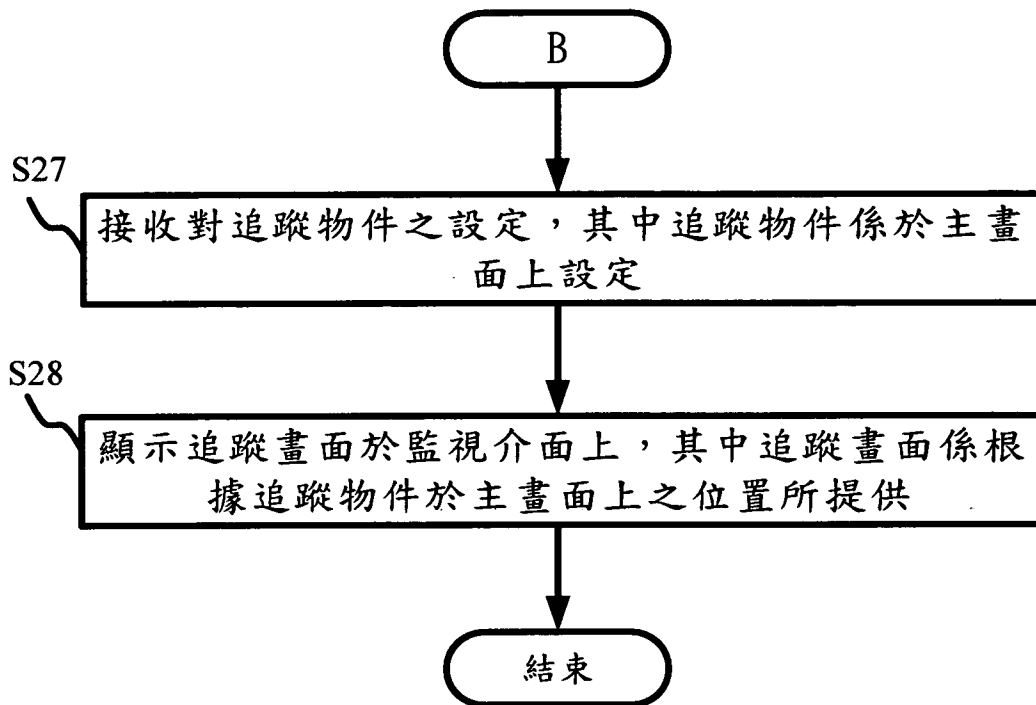 B
S27
接收對追蹤物件之設定，其中追蹤物件係於主畫
面上設定
S28
顯示追蹤畫面於監視介面上，其中追蹤畫面係根
據追蹤物件於主畫面上之位置所提供
結束